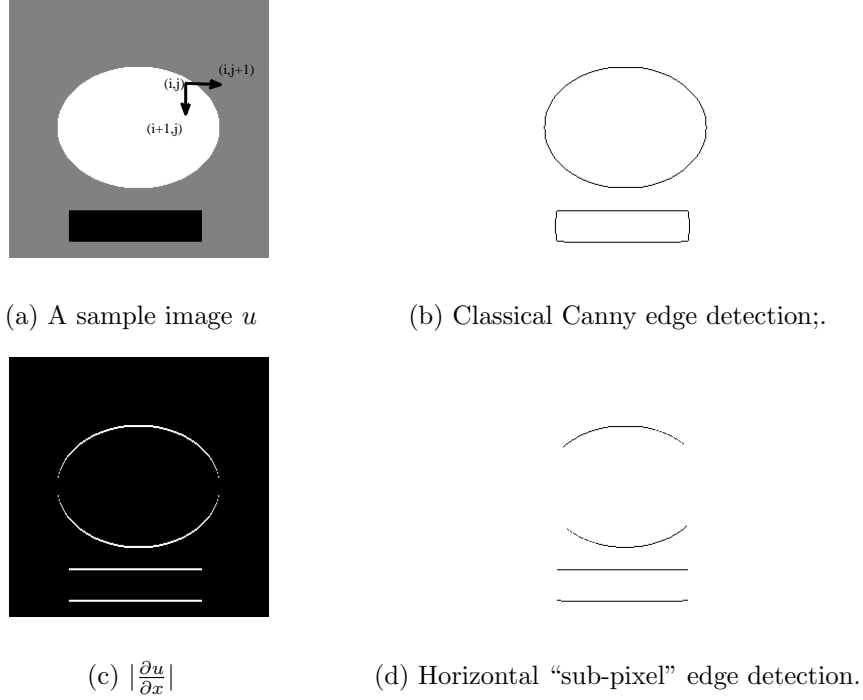 (i,j+1)
(i,j)
(i+1,j)
(a) A sample image u
(b) Classical Canny edge detection;.
(c) |∂u/∂x|
(d) Horizontal “sub-pixel” edge detection.